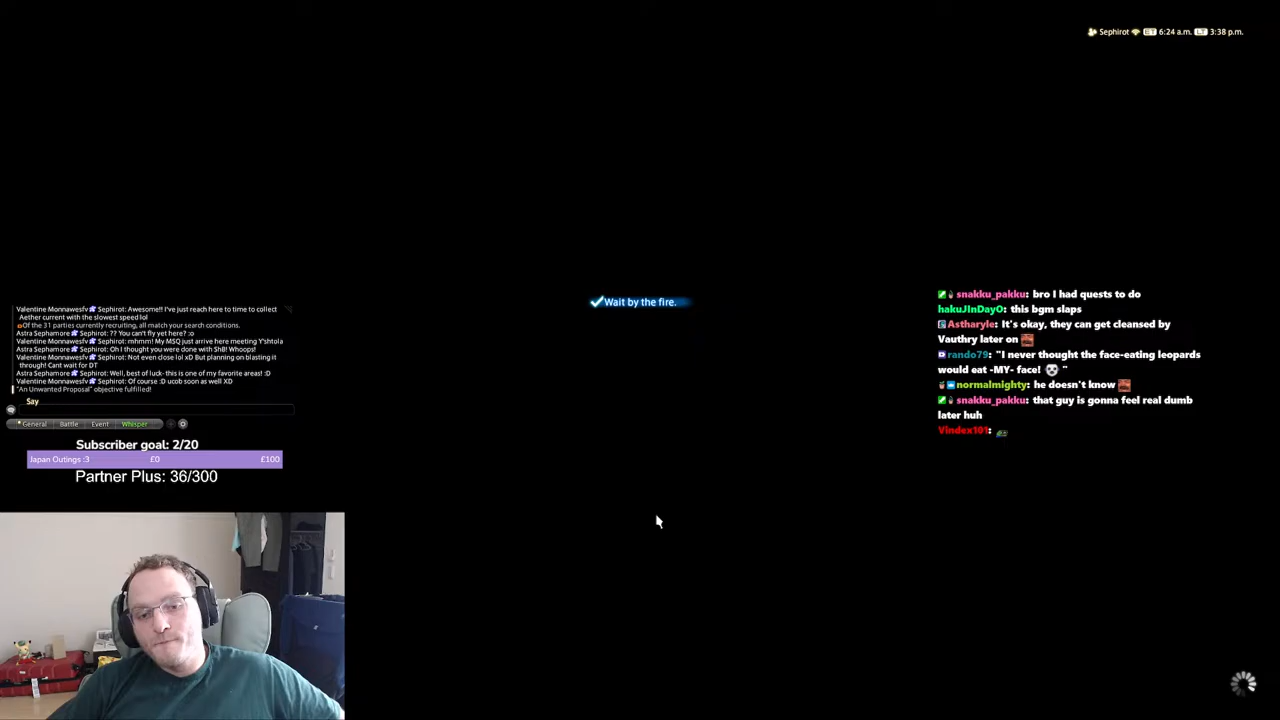 Sephirot ET 6:24 a.m. LT 3:38 p.m.
Wait by the fire.
Valentine Monnawesfv Sephirot: Awesome!! I've just reach here to time to collect
Aether current with the slowest speed lol
Of the 31 parties currently recruiting, all match your search conditions.
Astra Sephamore Sephirot: ?? You can't fly yet here? :o
Valentine Monnawesfv Sephirot: mhmm! My MSQ just arrive here meeting Y'shtola
Astra Sephamore Sephirot: Oh I thought you were done with ShB! Whoops!
Valentine Monnawesfv Sephirot: Not even close lol xD But planning on blasting it
through! Cant wait for DT
Astra Sephamore Sephirot: Well, best of luck- this is one of my favorite areas! :D
Valentine Monnawesfv Sephirot: Of course :D ucob soon as well XD
"An Unwanted Proposal" objective fulfilled!
Say
General Battle Event Whisper
Subscriber goal: 2/20
Japan Outings :3 £0 £100
Partner Plus: 36/300
snakku_pakku: bro I had quests to do
hakuJInDayO: this bgm slaps
Astharyle: It's okay, they can get cleansed by
Vauthry later on
rando79: "I never thought the face-eating leopards
would eat -MY- face! "
normalmighty: he doesn't know
snakku_pakku: that guy is gonna feel real dumb
later huh
Vindex101: